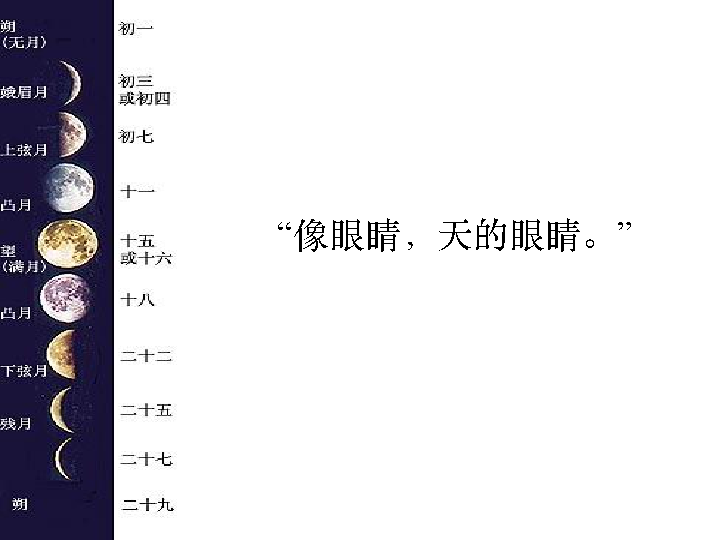 朔
（无月）
初一
娥眉月
初三
或初四
上弦月
初七
凸月
十一
望
（满月）
十五
或十六
凸月
十八
下弦月
二十二
残月
二十五
二十七
朔
二十九
“像眼睛，天的眼睛。”